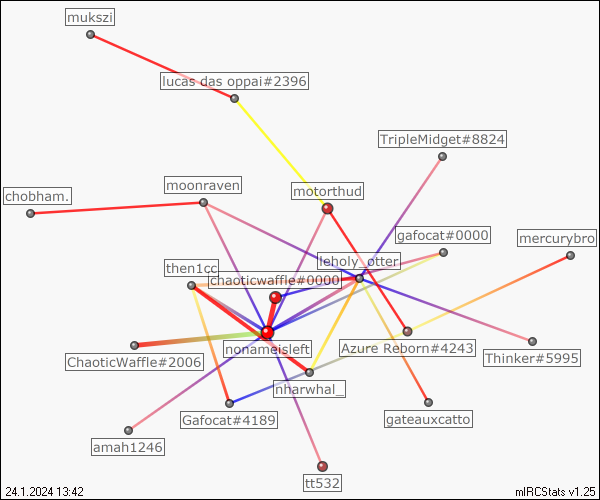 mukszi
lucas das oppai#2396
TripleMidget#8824
moonraven
motorthud
chobham.
gafocat#0000
mercurybro
leholy_otter
then1cc
chaoticwaffle#0000
nonameisleft
Azure Reborn#4243
Thinker#5995
ChaoticWaffle#2006
nharwhal_
Gafocat#4189
gateauxcatto
amah1246
tt532
24.1.2024 13:42
mIRCStats v1.25